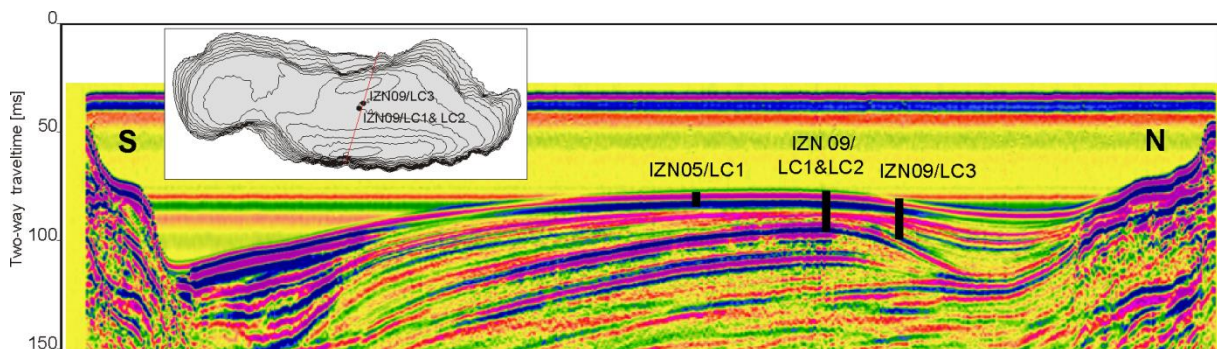 0
50
100
150
Two-way traveltime [ms]
IZN09/LC3
IZN09/LC1& LC2
S
N
IZN05/LC1
IZN 09/
LC1&LC2
IZN09/LC3